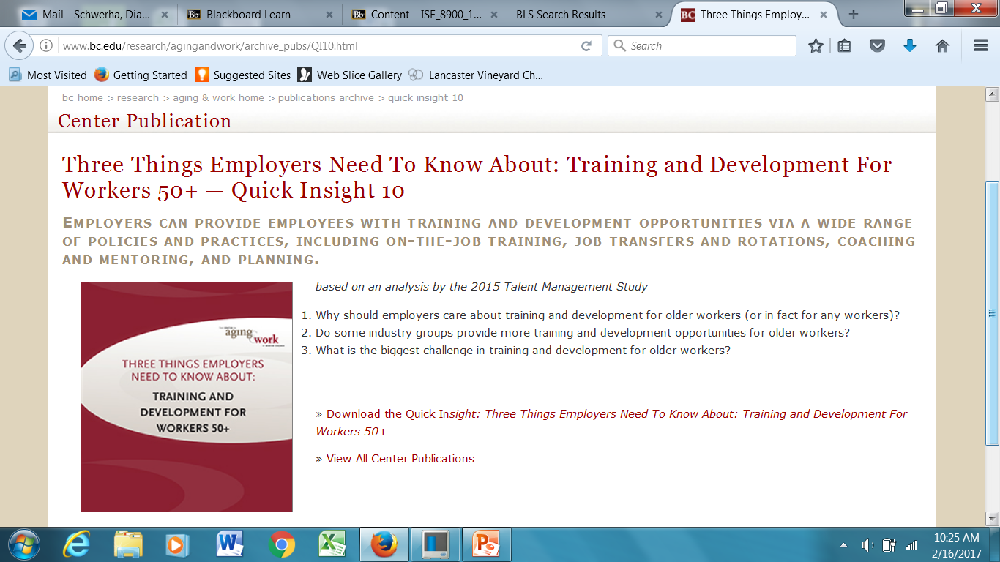 Mail - Schwerha, Dia...
Blackboard Learn
Content – ISE_8900_1...
BLS Search Results
Three Things Employ...
www.bc.edu/research/agingandwork/archive_pubs/QI10.html
Search
Most Visited
Getting Started
Suggested Sites
Web Slice Gallery
Lancaster Vineyard Ch...
bc home > research > aging & work home > publications archive > quick insight 10
Center Publication
Three Things Employers Need To Know About: Training and Development For
Workers 50+ — Quick Insight 10
Employers can provide employees with training and development opportunities via a wide range
of policies and practices, including on-the-job training, job transfers and rotations, coaching
and mentoring, and planning.
aging
&work
THREE THINGS EMPLOYERS
NEED TO KNOW ABOUT:
TRAINING AND
DEVELOPMENT FOR
WORKERS 50+
based on an analysis by the 2015 Talent Management Study
1. Why should employers care about training and development for older workers (or in fact for any workers)?
2. Do some industry groups provide more training and development opportunities for older workers?
3. What is the biggest challenge in training and development for older workers?
» Download the Quick Insight: Three Things Employers Need To Know About: Training and Development For
Workers 50+
» View All Center Publications
10:25 AM
2/16/2017